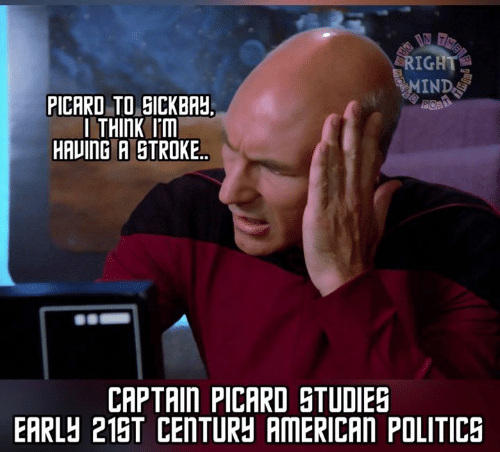 RIGHT
MIND
PICARD TO SICKBAY,
I THINK I'M
HAVING A STROKE..
CAPTAIN PICARD STUDIES
EARLY 21ST CENTURY AMERICAN POLITICS